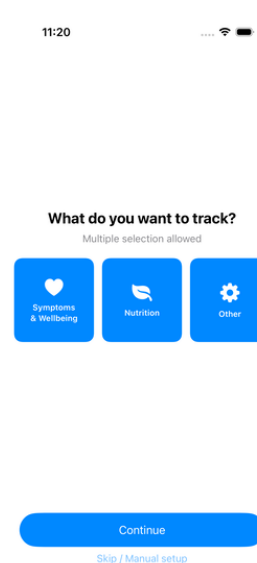 11:20
What do you want to track?
Multiple selection allowed
Symptoms
& Wellbeing
Nutrition
Other
Continue
Skip / Manual setup